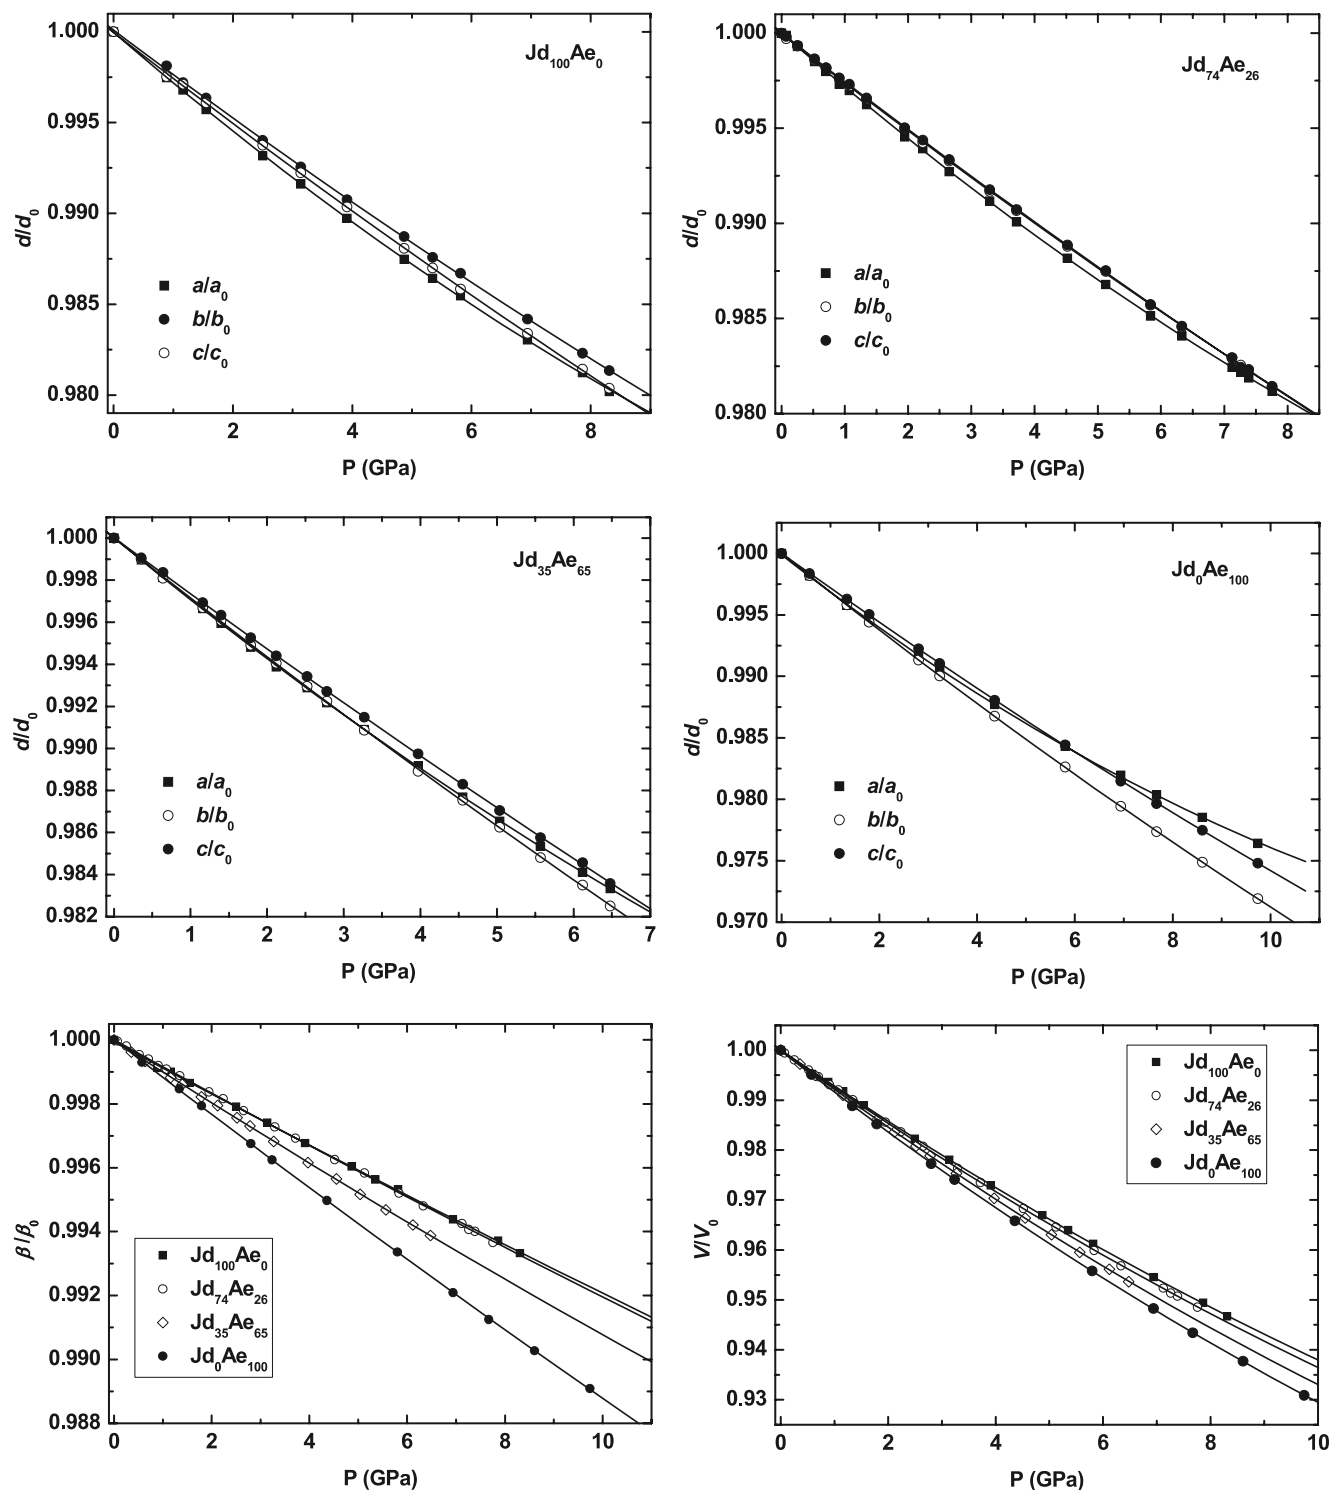 Jd100Ae0
d/d0
1.000
0.995
0.990
0.985
0.980
a/a0
b/b0
c/c0
0 2 4 6 8
P (GPa)
Jd74Ae26
d/d0
1.000
0.995
0.990
0.985
0.980
a/a0
b/b0
c/c0
0 1 2 3 4 5 6 7 8
P (GPa)
Jd35Ae65
d/d0
1.000
0.998
0.996
0.994
0.992
0.990
0.988
0.986
0.984
0.982
a/a0
b/b0
c/c0
0 1 2 3 4 5 6 7
P (GPa)
Jd0Ae100
d/d0
1.000
0.995
0.990
0.985
0.980
0.975
0.970
a/a0
b/b0
c/c0
0 2 4 6 8 10
P (GPa)
β/β0
1.000
0.998
0.996
0.994
0.992
0.990
0.988
Jd100Ae0
Jd74Ae26
Jd35Ae65
Jd0Ae100
0 2 4 6 8 10
P (GPa)
V/V0
1.00
0.99
0.98
0.97
0.96
0.95
0.94
0.93
Jd100Ae0
Jd74Ae26
Jd35Ae65
Jd0Ae100
0 2 4 6 8 10
P (GPa)